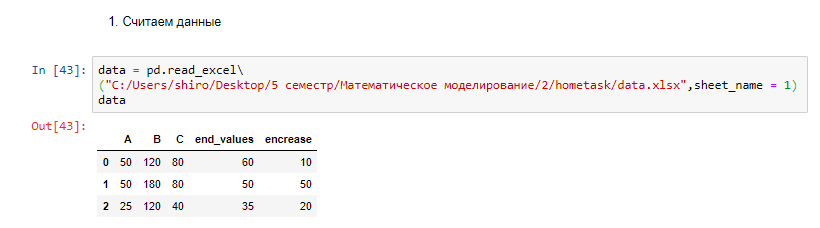 1. Считаем данные
In [43]: data = pd.read_excel\
("C:/Users/shiro/Desktop/5 семестр/Математическое моделирование/2/hometask/data.xlsx",sheet_name = 1)
data
Out[43]:
A B C end_values encrease
0 50 120 80 60 10
1 50 180 80 50 50
2 25 120 40 35 20